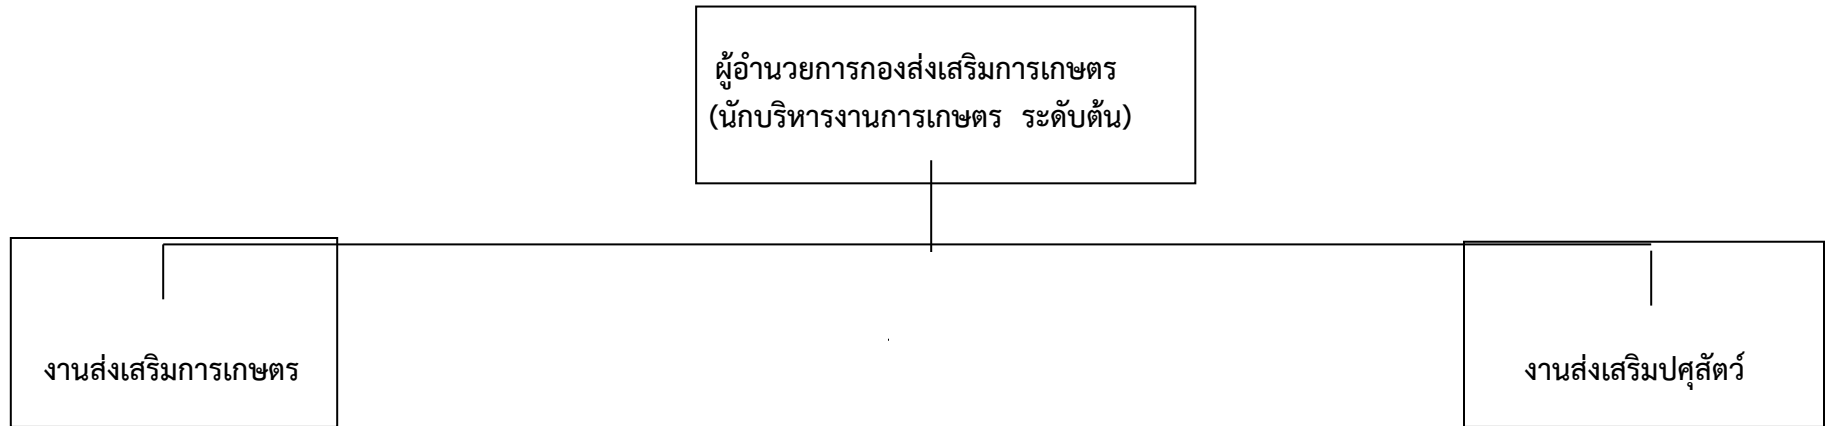 ผู้อำนวยการกองส่งเสริมการเกษตร
(นักบริหารงานการเกษตร ระดับต้น)
งานส่งเสริมการเกษตร
งานส่งเสริมปศุสัตว์